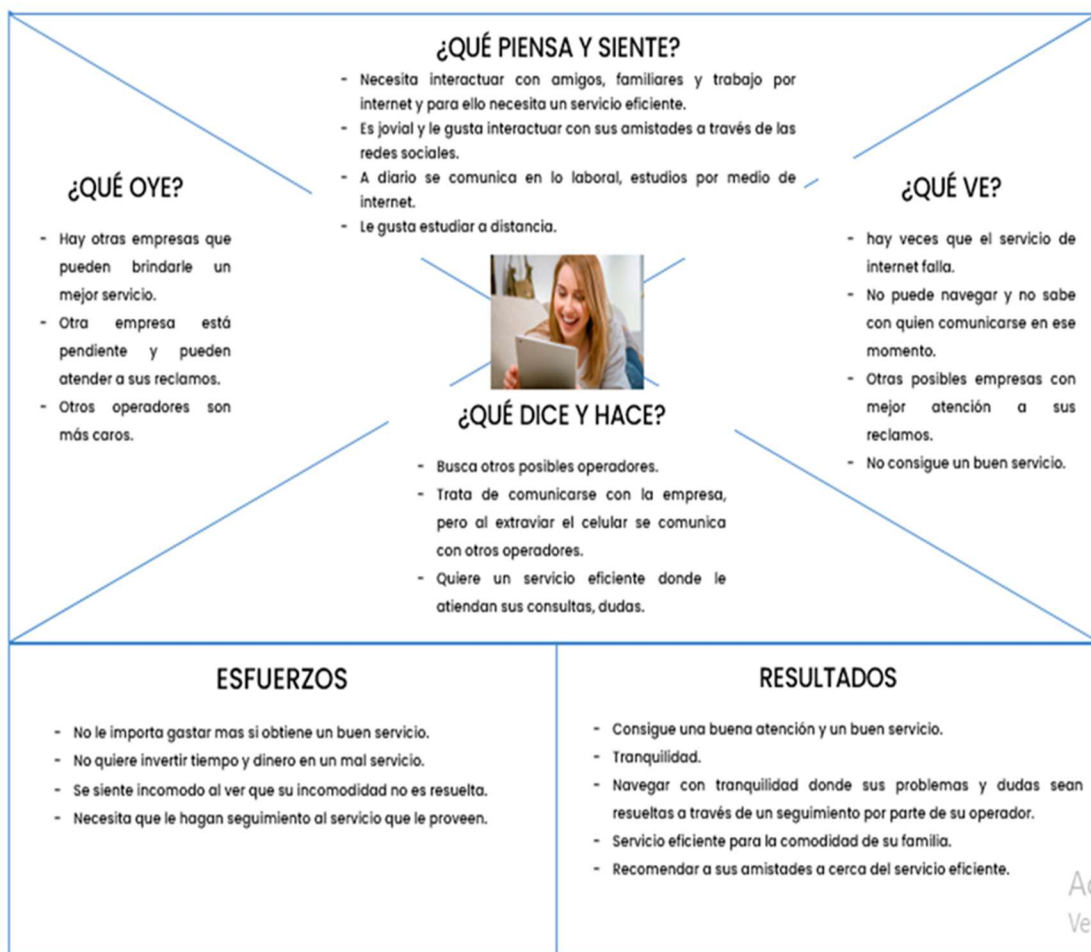 ¿QUÉ PIENSA Y SIENTE?
- Necesita interactuar con amigos, familiares y trabajo por
internet y para ello necesita un servicio eficiente.
- Es jovial y le gusta interactuar con sus amistades a través de las
redes sociales.
- A diario se comunica en lo laboral, estudios por medio de
internet.
- Le gusta estudiar a distancia.
¿QUÉ OYE?
- Hay otras empresas que
pueden brindarle un
mejor servicio.
- Otra empresa está
pendiente y pueden
atender a sus reclamos.
- Otros operadores son
más caros.
¿QUÉ VE?
- hay veces que el servicio de
internet falla.
- No puede navegar y no sabe
con quien comunicarse en ese
momento.
- Otras posibles empresas con
mejor atención a sus
reclamos.
- No consigue un buen servicio.
¿QUÉ DICE Y HACE?
- Busca otros posibles operadores.
- Trata de comunicarse con la empresa,
pero al extraviar el celular se comunica
con otros operadores.
- Quiere un servicio eficiente donde le
atiendan sus consultas, dudas.
ESFUERZOS
- No le importa gastar mas si obtiene un buen servicio.
- No quiere invertir tiempo y dinero en un mal servicio.
- Se siente incomodo al ver que su incomodidad no es resuelta.
- Necesita que le hagan seguimiento al servicio que le proveen.
RESULTADOS
- Consigue una buena atención y un buen servicio.
- Tranquilidad.
- Navegar con tranquilidad donde sus problemas y dudas sean
resueltas a través de un seguimiento por parte de su operador.
- Servicio eficiente para la comodidad de su familia.
- Recomendar a sus amistades a cerca del servicio eficiente.